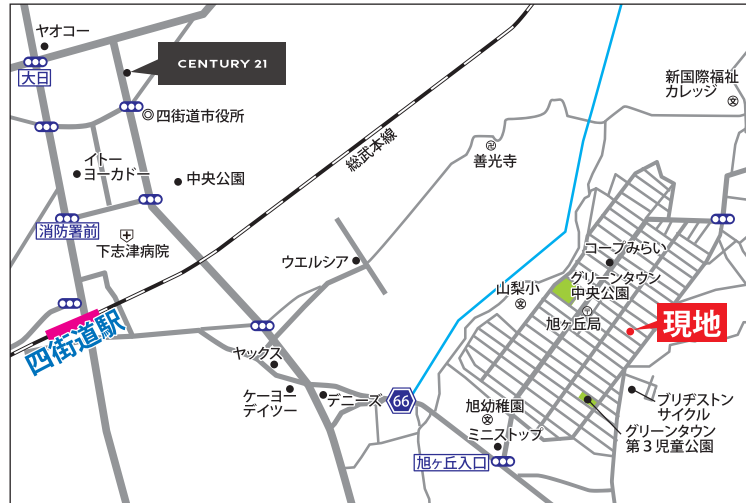 ヤオコー
大日
CENTURY 21
四街道市役所
イトー
ヨーカドー
中央公園
消防署前
下志津病院
四街道駅
総武本線
善光寺
新国際福祉
カレッジ
ウエルシア
山梨小
コープみらい
グリーンタウン
中央公園
旭ヶ丘局
現地
ヤックス
ケーヨー
デイツー
デニーズ
66
旭幼稚園
ミニストップ
旭ヶ丘入口
ブリヂストン
サイクル
グリーンタウン
第3児童公園